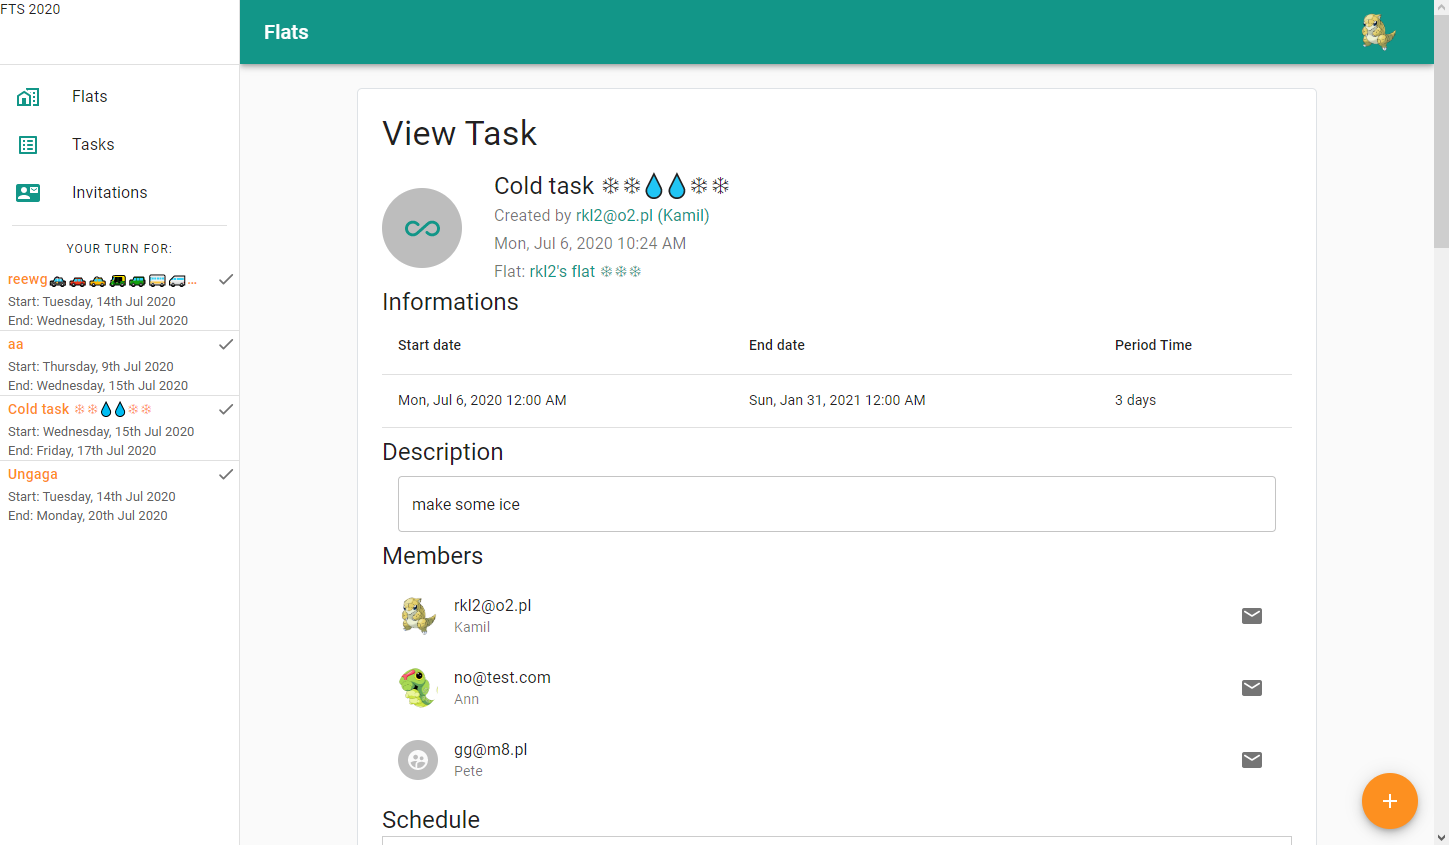 FTS 2020
Flats
Flats
Tasks
Invitations
YOUR TURN FOR:
reewg🚓🚗🚕🚜🚙🚌🚐...
Start: Tuesday, 14th Jul 2020
End: Wednesday, 15th Jul 2020
aa
Start: Thursday, 9th Jul 2020
End: Wednesday, 15th Jul 2020
Cold task ❄❄💧💧❄❄
Start: Wednesday, 15th Jul 2020
End: Friday, 17th Jul 2020
Ungaga
Start: Tuesday, 14th Jul 2020
End: Monday, 20th Jul 2020
View Task
Cold task ❄❄💧💧❄❄
Created by rkl2@o2.pl (Kamil)
Mon, Jul 6, 2020 10:24 AM
Flat: rkl2's flat ❄❄❄
Informations
Start date End date Period Time
Mon, Jul 6, 2020 12:00 AM Sun, Jan 31, 2021 12:00 AM 3 days
Description
make some ice
Members
rkl2@o2.pl
Kamil
no@test.com
Ann
gg@m8.pl
Pete
Schedule